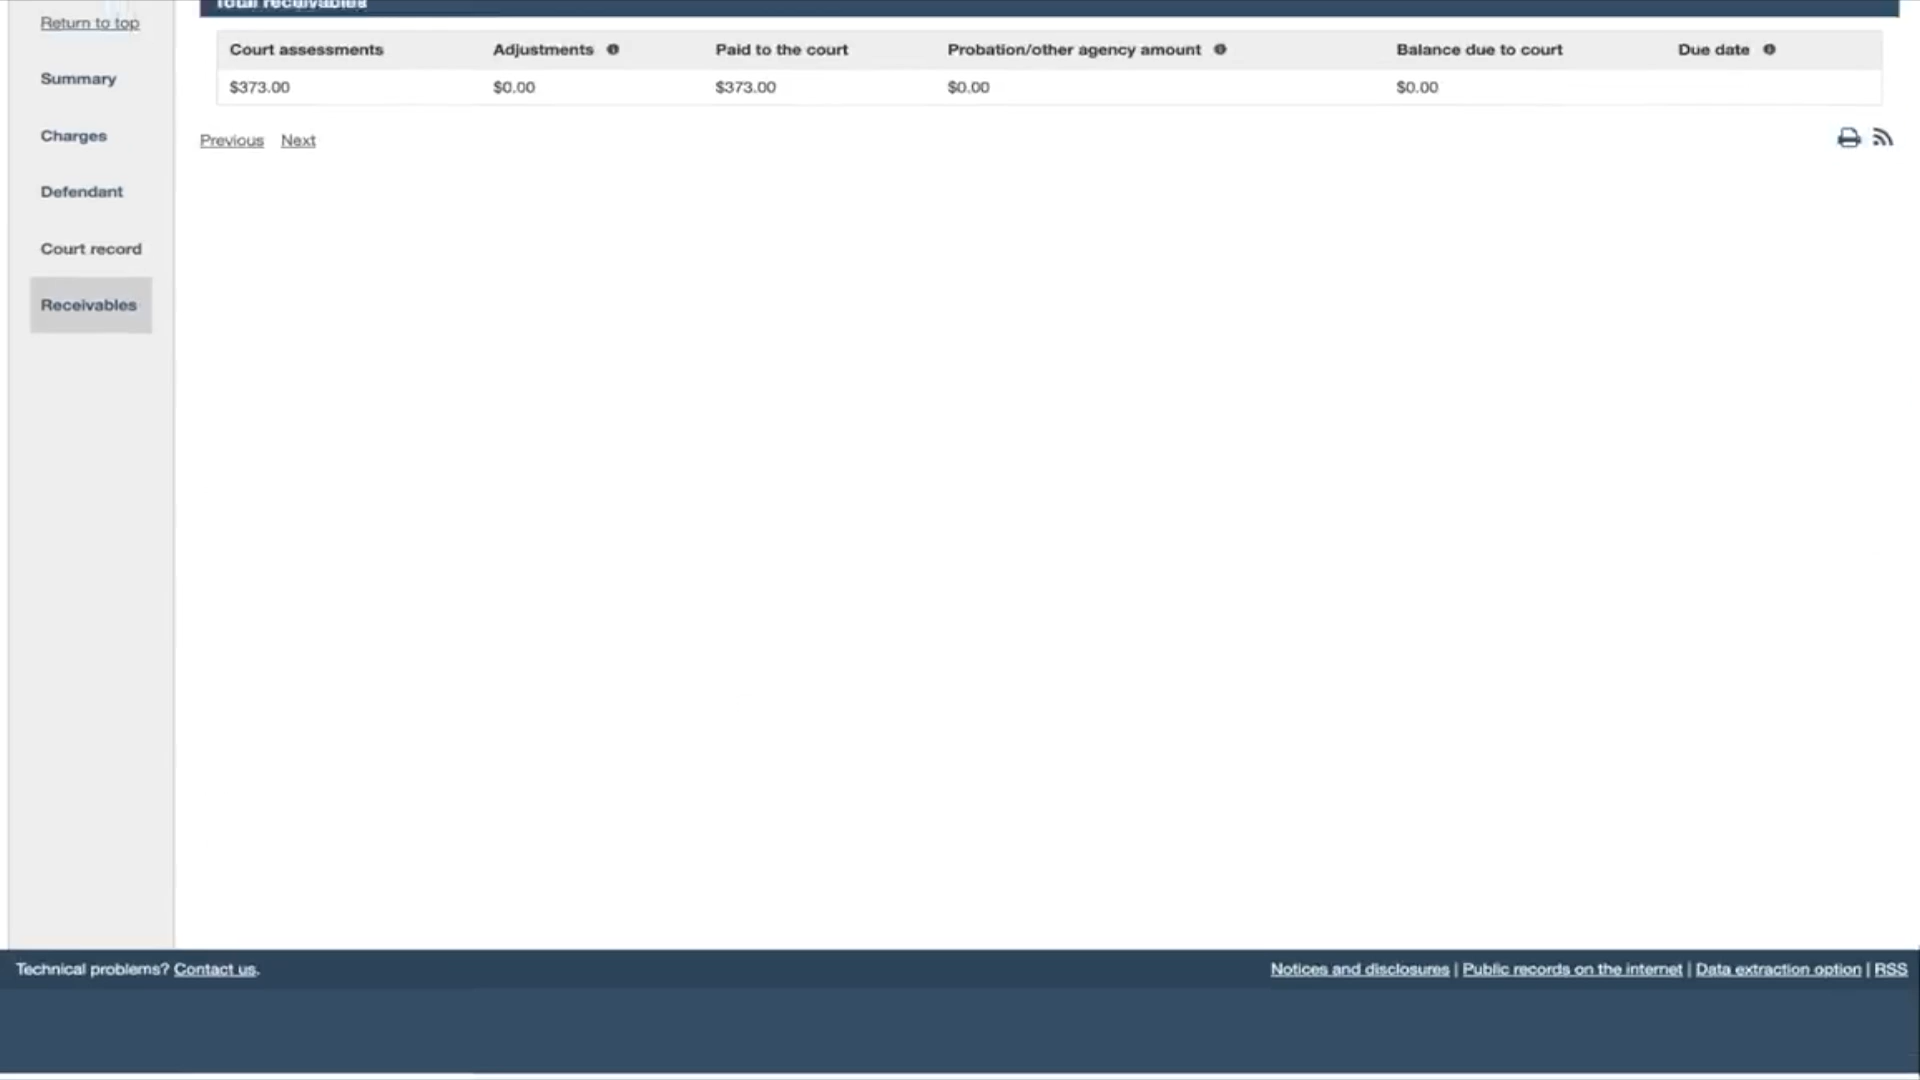 Total receivables
Return to top
Court assessments Adjustments Paid to the court Probation/other agency amount Balance due to court Due date
$373.00 $0.00 $373.00 $0.00 $0.00
Summary
Charges
Previous Next
Defendant
Court record
Receivables
Technical problems? Contact us. Notices and disclosures | Public records on the internet | Data extraction option | RSS